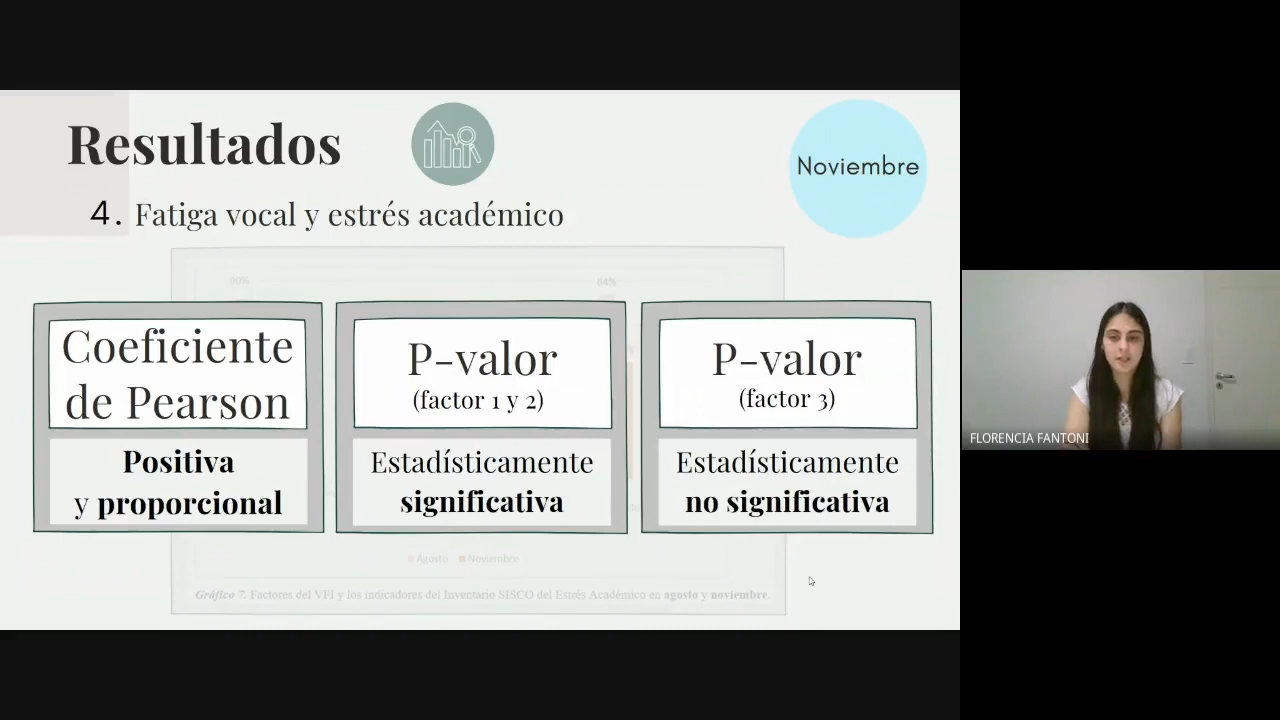 Resultados
Noviembre
4. Fatiga vocal y estrés académico
90%
84%
Coeficiente
de Pearson
Positiva
y proporcional
P-valor
(factor 1 y 2)
Estadísticamente
significativa
P-valor
(factor 3)
Estadísticamente
no significativa
Agosto Noviembre
Gráfico 7. Factores del VFI y los indicadores del Inventario SISCO del Estrés Académico en agosto y noviembre.
FLORENCIA FANTONI